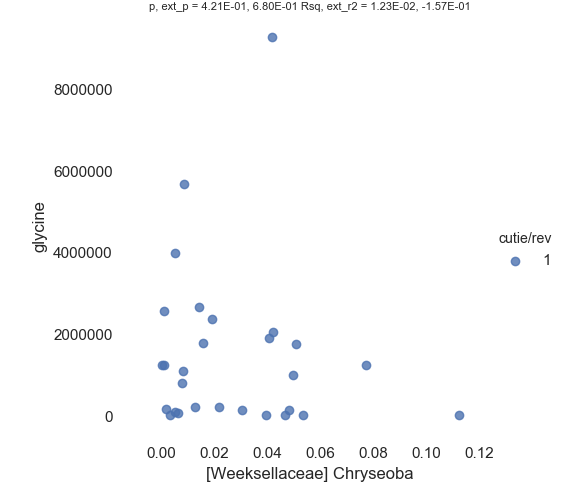 p, ext_p = 4.21E-01, 6.80E-01 Rsq, ext_r2 = 1.23E-02, -1.57E-01
8000000
6000000
4000000
2000000
0
glycine
cutie/rev
1
0.00 0.02 0.04 0.06 0.08 0.10 0.12
[Weeksellaceae] Chryseoba